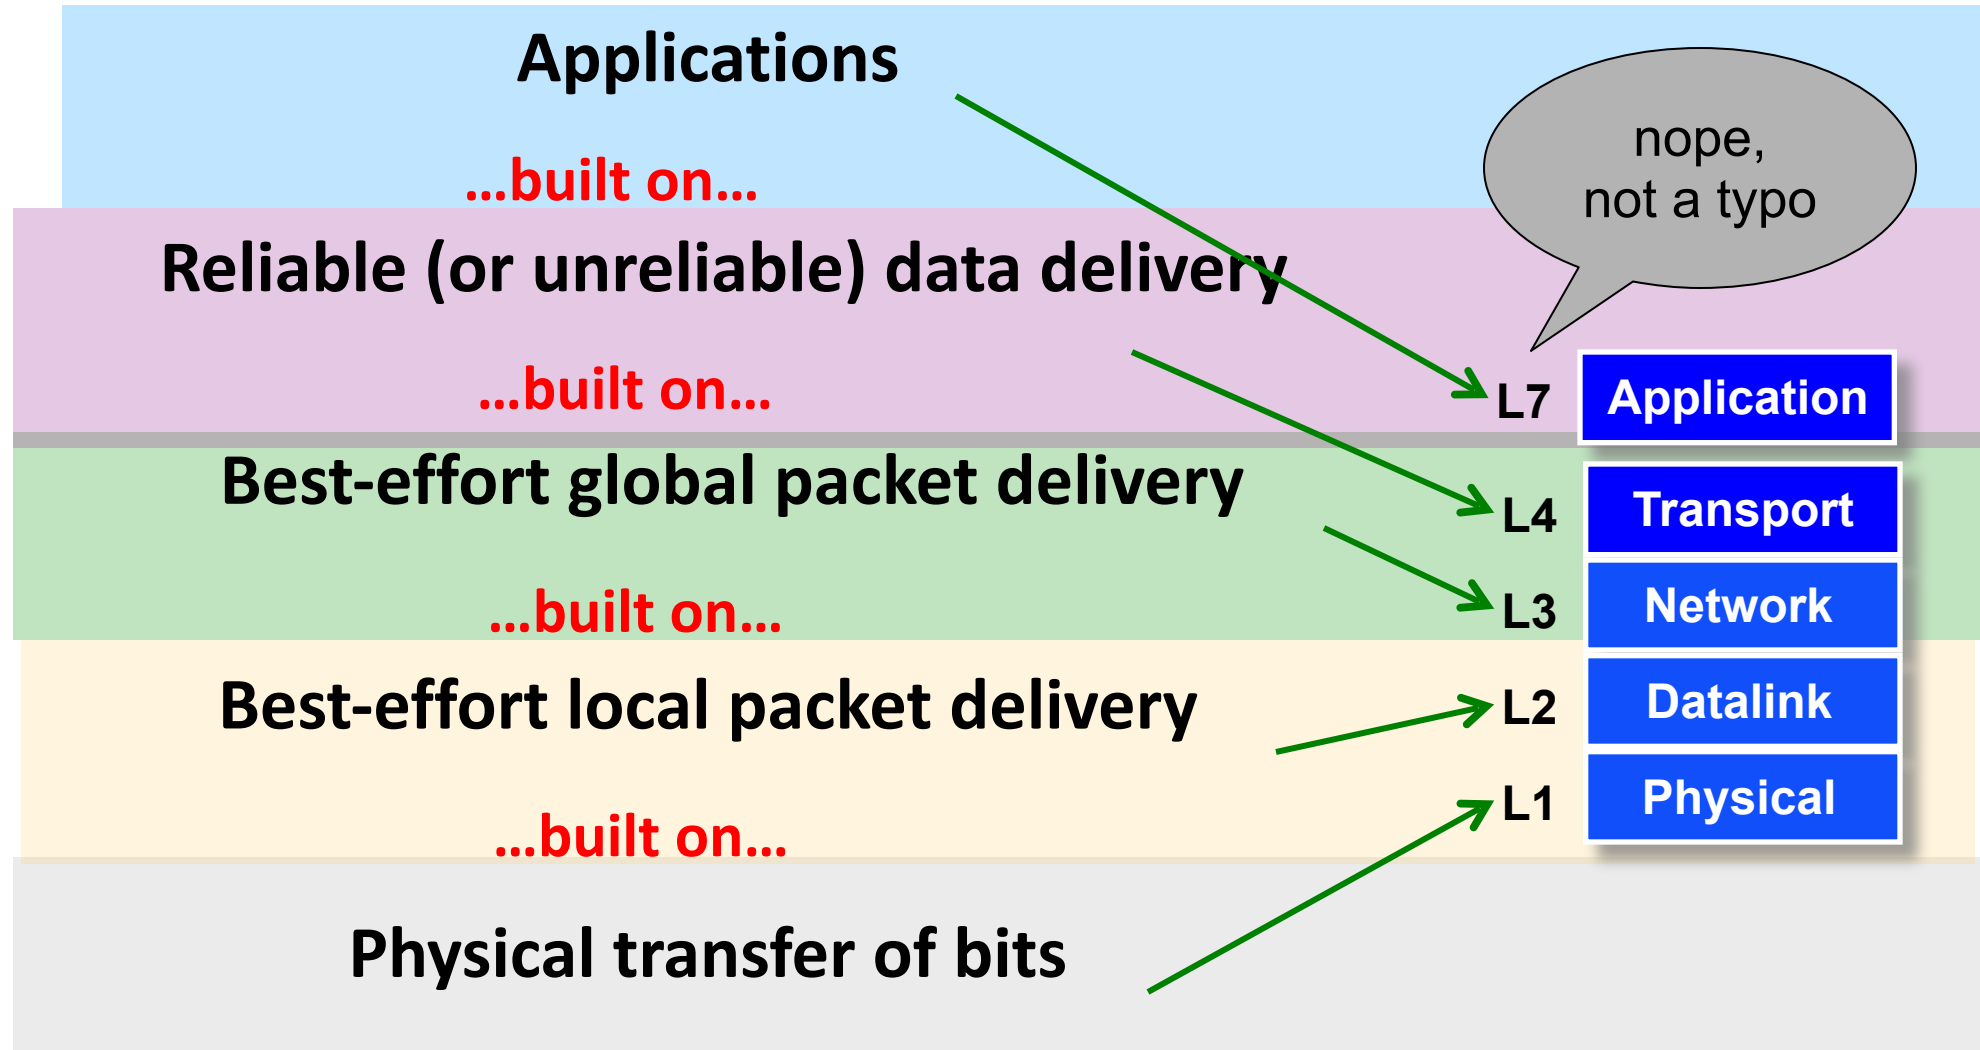 Applications
...built on...
Reliable (or unreliable) data delivery
...built on...
Best-effort global packet delivery
...built on...
Best-effort local packet delivery
...built on...
Physical transfer of bits
nope,
not a typo
L7 Application
L4 Transport
L3 Network
L2 Datalink
L1 Physical